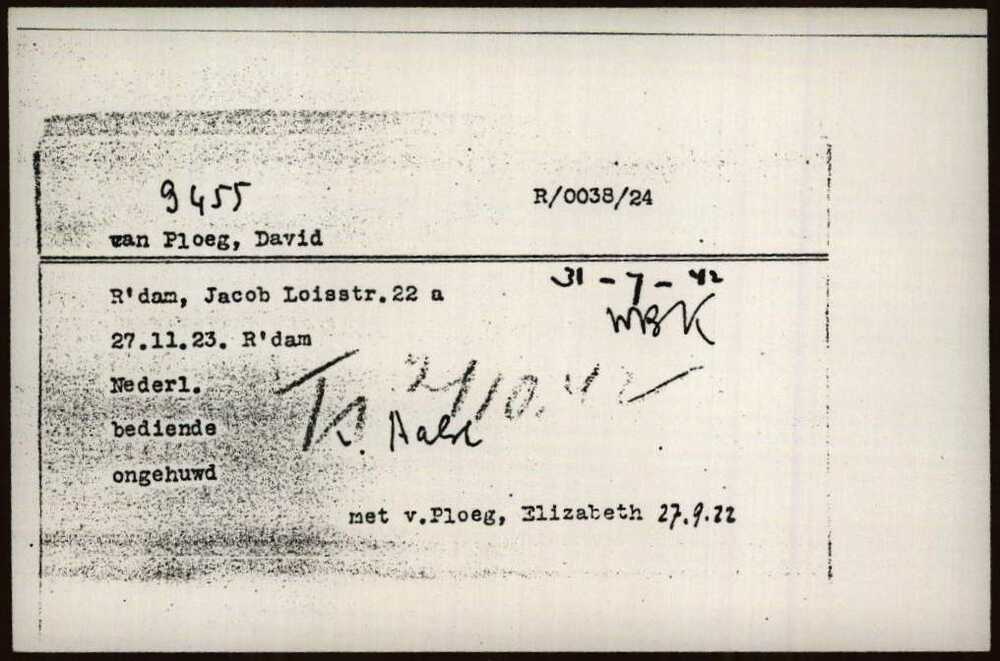 9455
R/0038/24
van Ploeg, David
31-7-42
R'dam, Jacob Loisstr.22 a
WBK
27.11.23. R'dam
2/10.42
Nederl.
bediende
ongehuwd
met v.Ploeg, Elizabeth 27.9.22